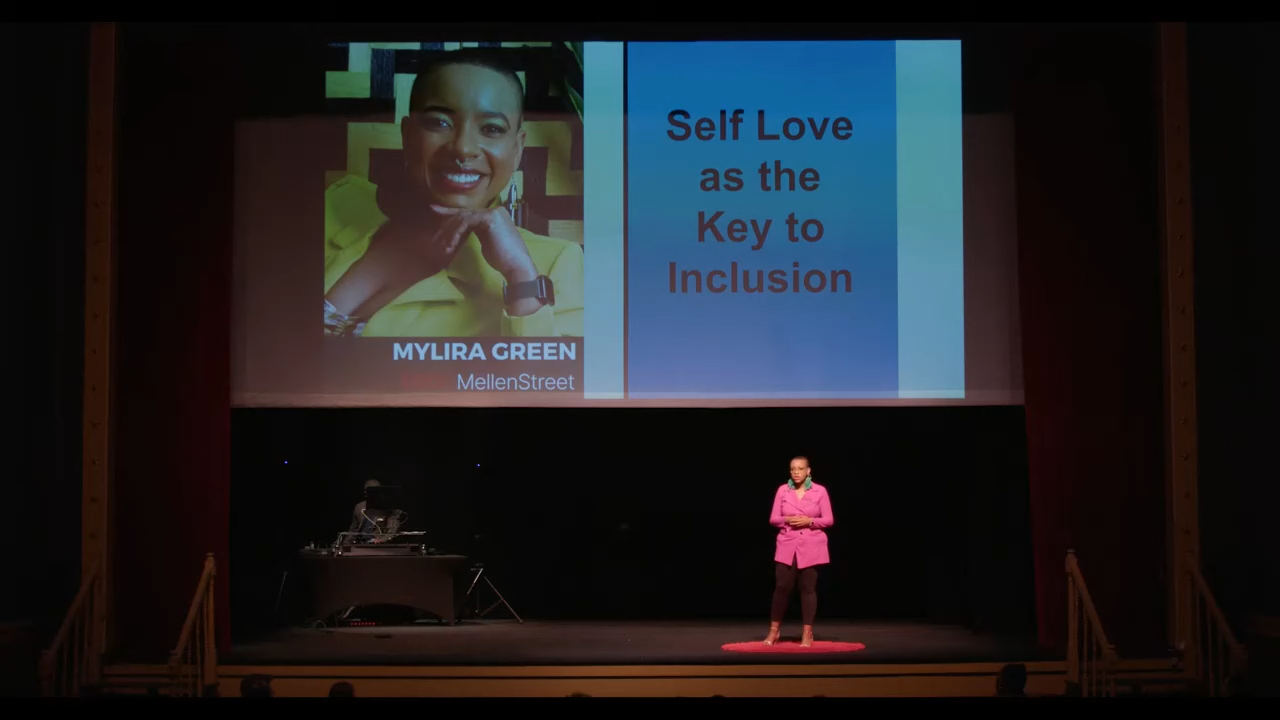 MYLIRA GREEN
MellenStreet
Self Love
as the
Key to
Inclusion